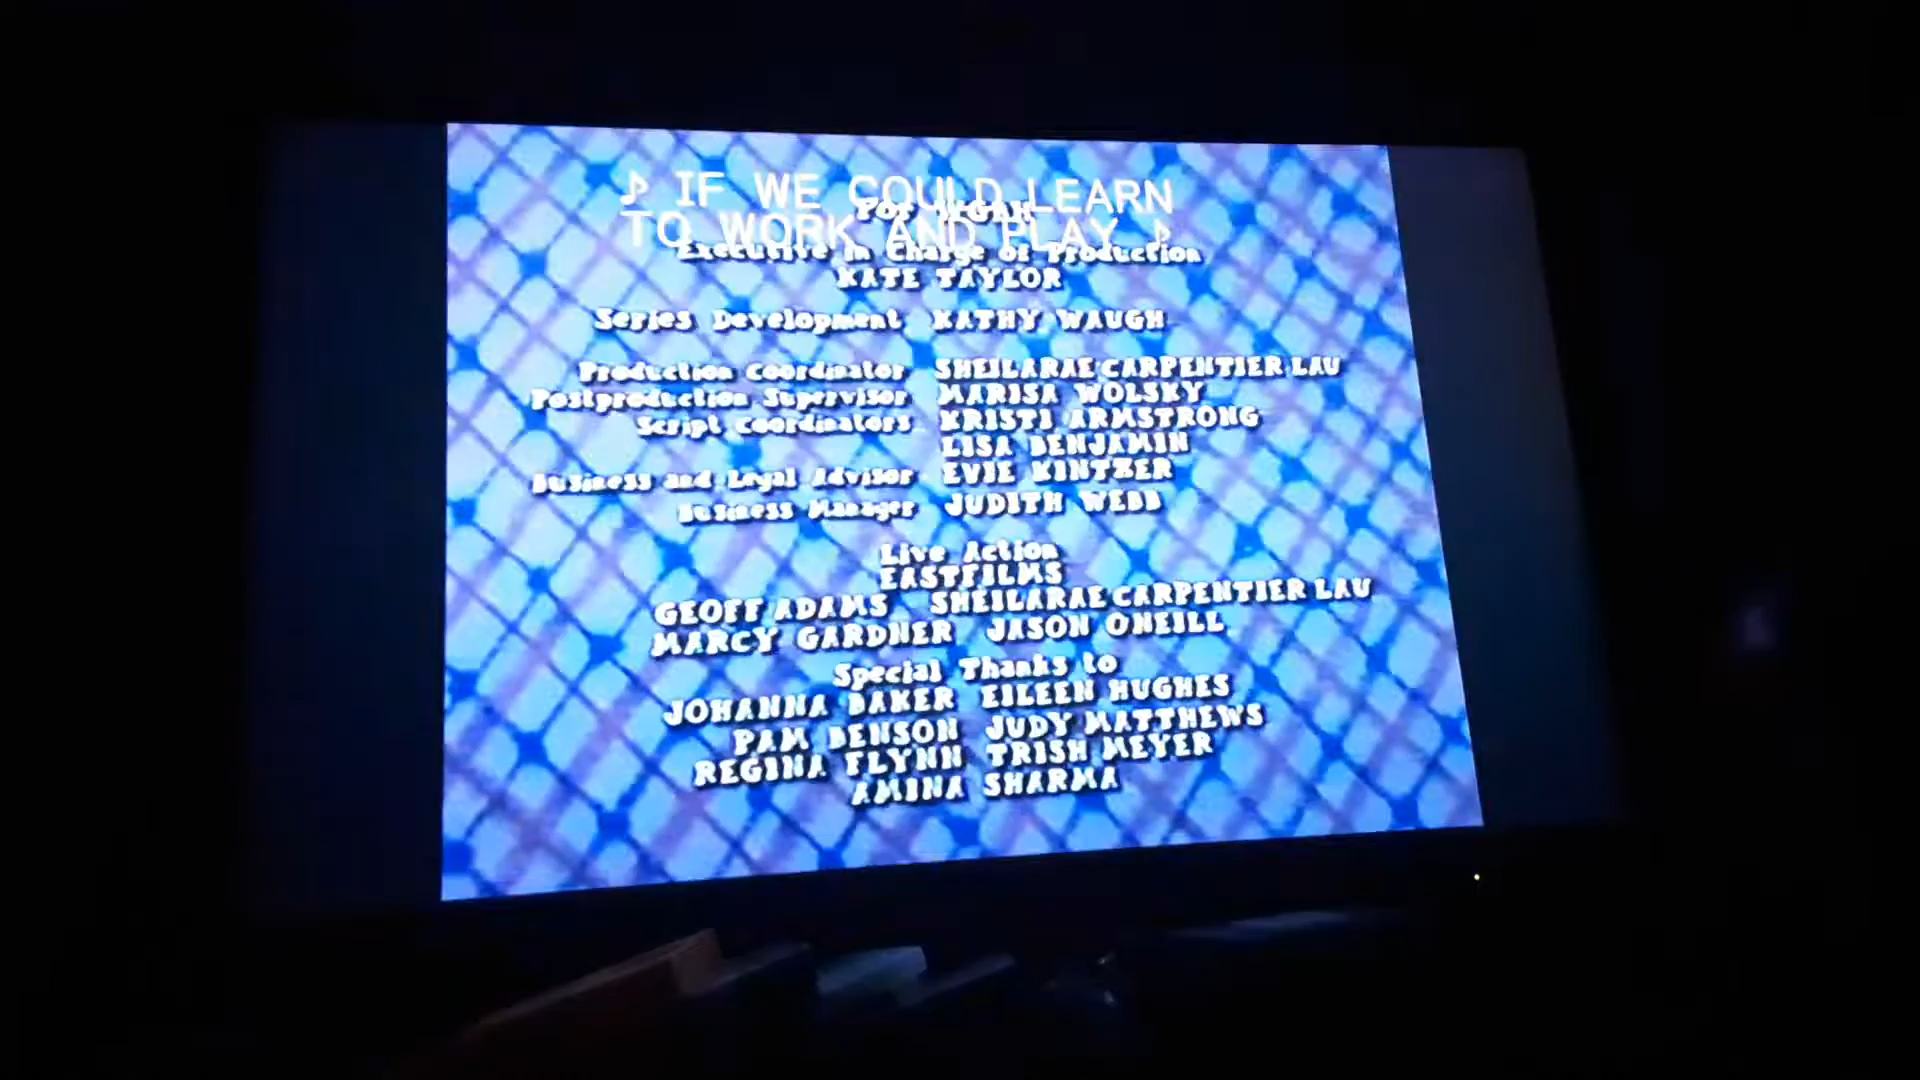 ♪ IF WE COULD LEARN
TO WORK AND PLAY ♪
FOR WGBH
Executive in Charge of Production
KATE TAYLOR
Series Development KATHY WAUGH
Production Coordinator SHEILARAE CARPENTIER LAU
Postproduction Supervisor MARISA WOLSKY
Script Coordinators KRISTI ARMSTRONG
LISA BENJAMIN
Business and Legal Advisor EVIE KINTZER
Business Manager JUDITH WEBB
Live Action
EASTFILMS
GEOFF ADAMS SHEILARAE CARPENTIER LAU
MARCY GARDNER JASON ONEILL
Special Thanks to
JOHANNA BAKER EILEEN HUGHES
PAM BENSON JUDY MATTHEWS
REGINA FLYNN TRISH MEYER
AMINA SHARMA